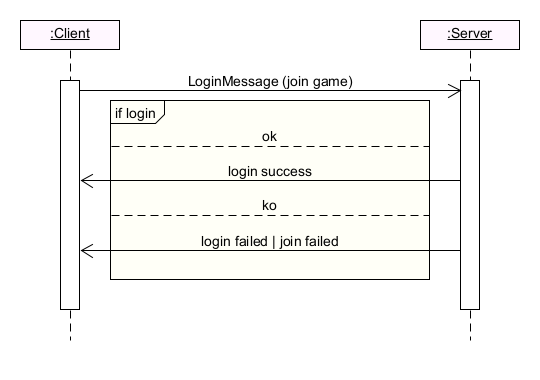 :Client
:Server
LoginMessage (join game)
if login
ok
login success
ko
login failed | join failed